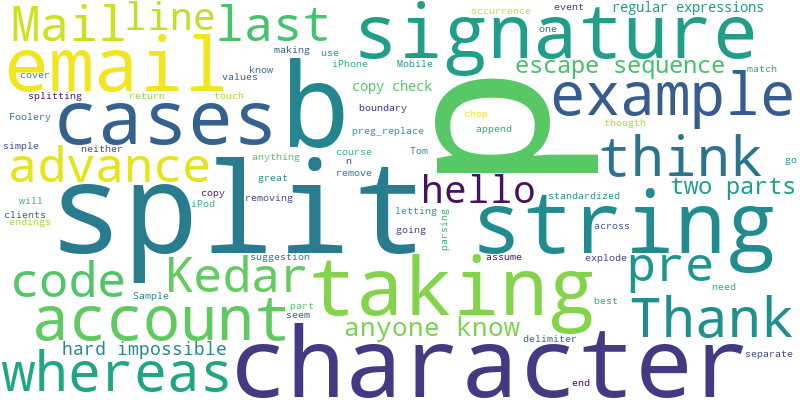 Mail
line
last
signature
occurrence
event
regular expressions
one
email
making
use
iPhone
Mobile
escape sequence
match
cover
know
values
b
copy check
p
example
splitting
return
touch
boundary
chop
Foolery
cases
preg_replace
append
thougth
simple
neither
anything
course
n
Tom
think
go
advance
great
remove
split
hello
two parts
will
iPod
copy
removing
letting
standardized
clients
endings
going
parsing
string
across
suggestion
assume
explode
pre
code
Sample
Kedar
taking
need
account
part
seem
anyone know
best
Thank
hard impossible
delimiter
separate
whereas
character
end